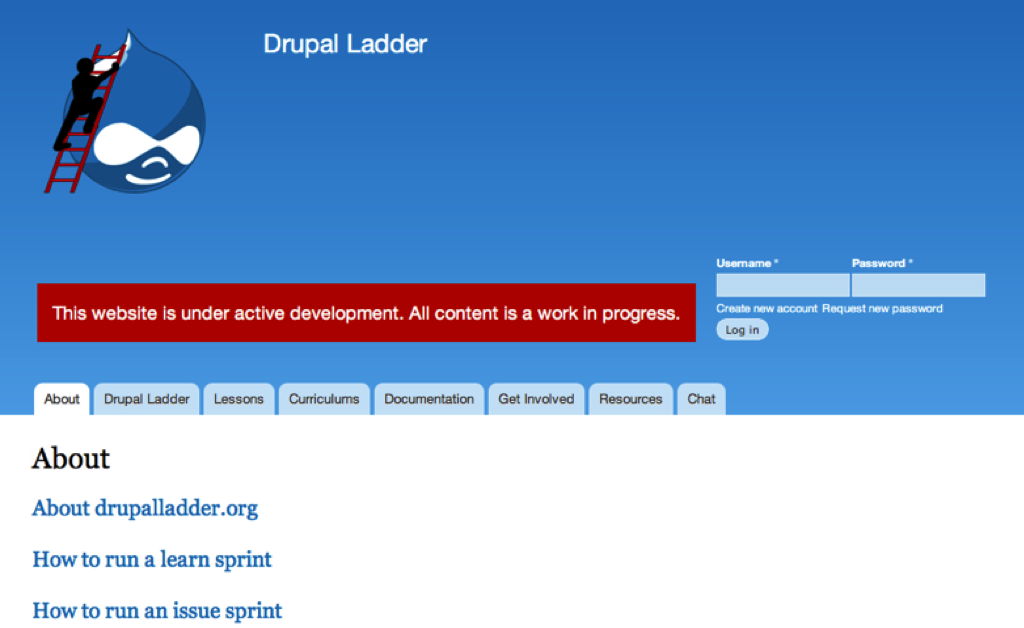 Drupal Ladder
Username * Password *
This website is under active development. All content is a work in progress.
Create new account Request new password
Log in
About Drupal Ladder Lessons Curriculums Documentation Get Involved Resources Chat
About
About drupalladder.org
How to run a learn sprint
How to run an issue sprint